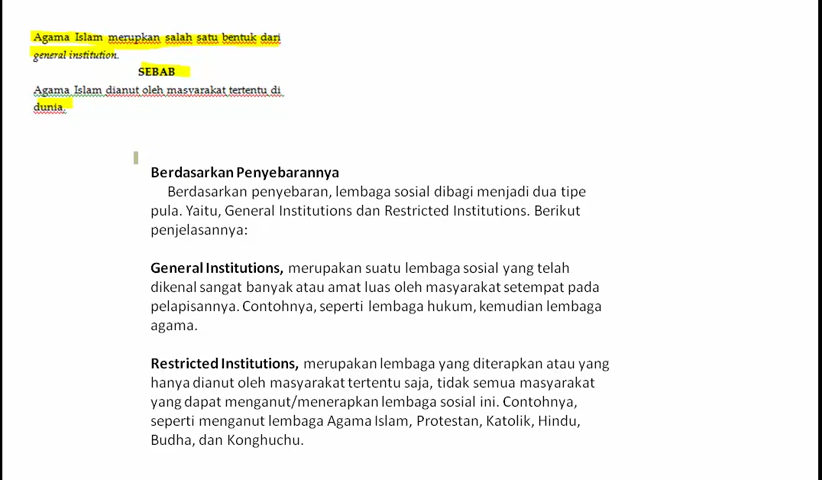 Agama Islam merupkan salah satu bentuk dari
general institution.
SEBAB
Agama Islam dianut oleh masyarakat tertentu di
dunia.
Berdasarkan Penyebarannya
Berdasarkan penyebaran, lembaga sosial dibagi menjadi dua tipe
pula. Yaitu, General Institutions dan Restricted Institutions. Berikut
penjelasannya:
General Institutions, merupakan suatu lembaga sosial yang telah
dikenal sangat banyak atau amat luas oleh masyarakat setempat pada
pelapisannya. Contohnya, seperti lembaga hukum, kemudian lembaga
agama.
Restricted Institutions, merupakan lembaga yang diterapkan atau yang
hanya dianut oleh masyarakat tertentu saja, tidak semua masyarakat
yang dapat menganut/menerapkan lembaga sosial ini. Contohnya,
seperti menganut lembaga Agama Islam, Protestan, Katolik, Hindu,
Budha, dan Konghuchu.